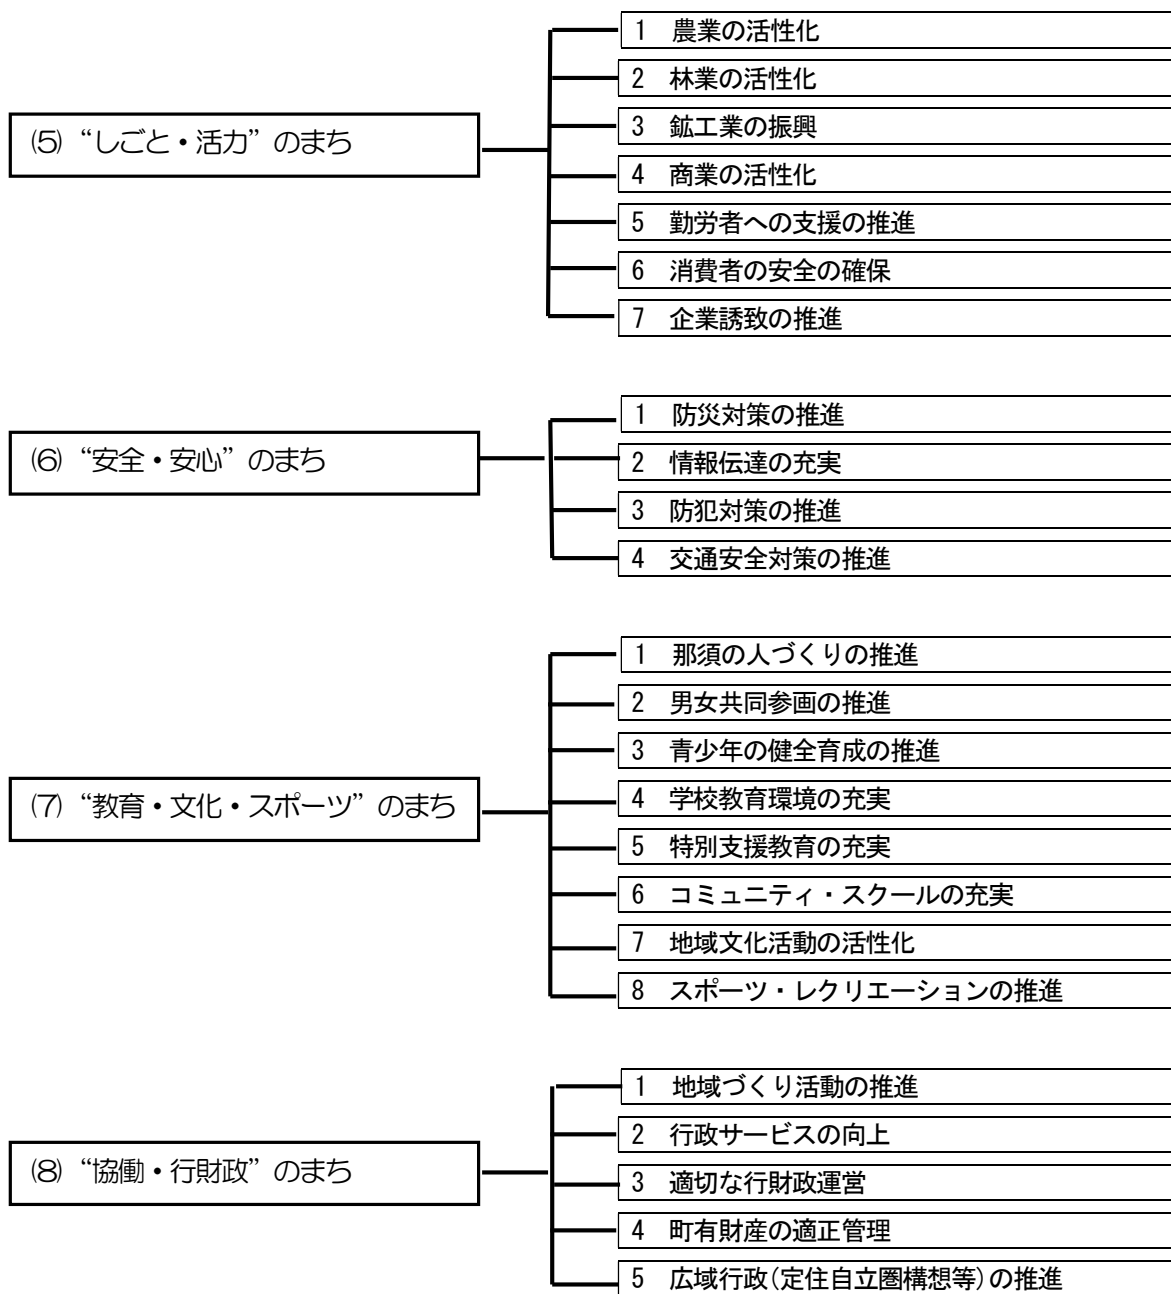 ⑸ “しごと・活力” のまち
1 農業の活性化
2 林業の活性化
3 鉱工業の振興
4 商業の活性化
5 勤労者への支援の推進
6 消費者の安全の確保
7 企業誘致の推進
⑹ “安全・安心” のまち
1 防災対策の推進
2 情報伝達の充実
3 防犯対策の推進
4 交通安全対策の推進
⑺ “教育・文化・スポーツ” のまち
1 那須の人づくりの推進
2 男女共同参画の推進
3 青少年の健全育成の推進
4 学校教育環境の充実
5 特別支援教育の充実
6 コミュニティ・スクールの充実
7 地域文化活動の活性化
8 スポーツ・レクリエーションの推進
⑻ “協働・行財政” のまち
1 地域づくり活動の推進
2 行政サービスの向上
3 適切な行財政運営
4 町有財産の適正管理
5 広域行政(定住自立圏構想等)の推進